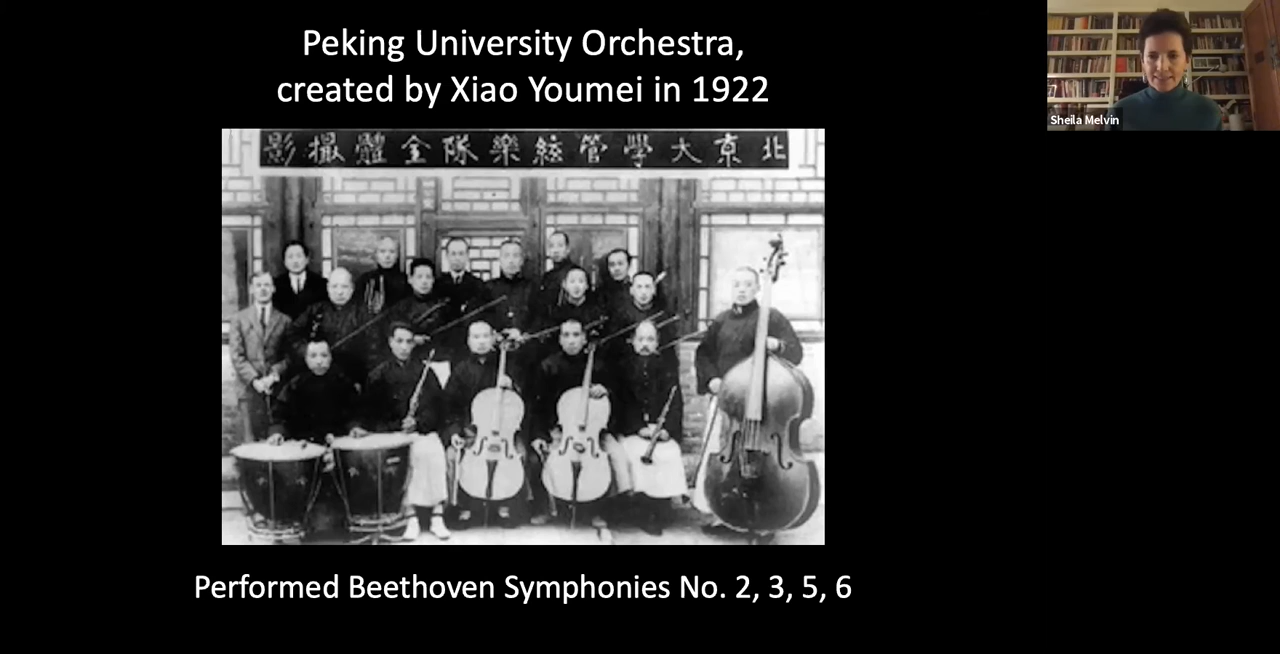 Peking University Orchestra,
created by Xiao Youmei in 1922
Sheila Melvin
北京大學管絃樂隊全體撮影
Performed Beethoven Symphonies No. 2, 3, 5, 6